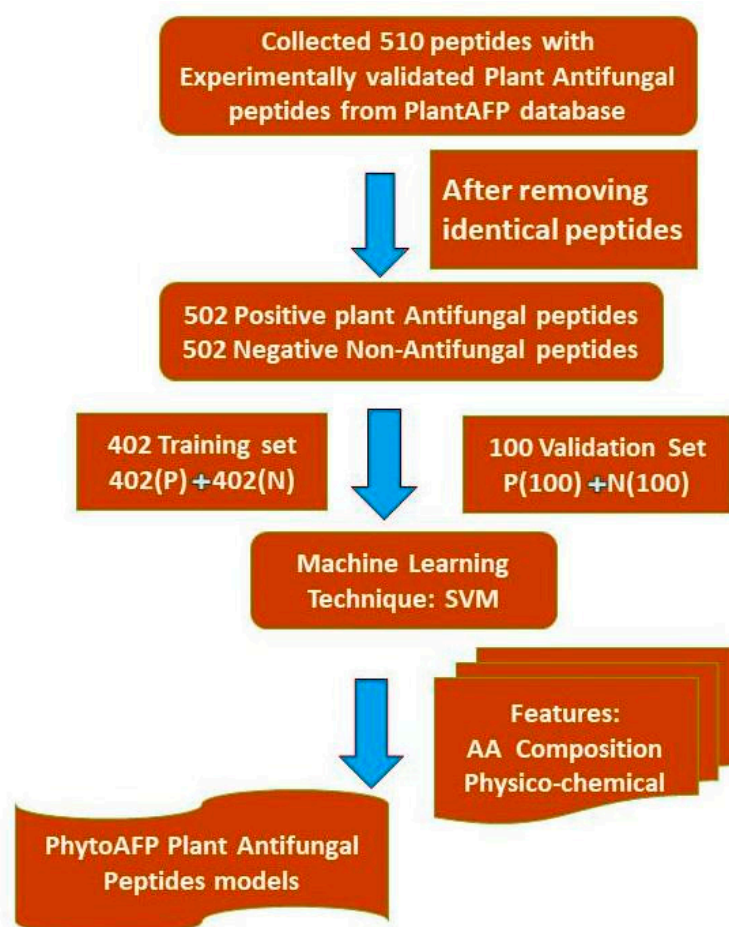 Collected 510 peptides with
Experimentally validated Plant Antifungal
peptides from PlantAFP database
After removing
identical peptides
502 Positive plant Antifungal peptides
502 Negative Non-Antifungal peptides
402 Training set
402(P) +402(N)
100 Validation Set
P(100) +N(100)
Machine Learning
Technique: SVM
Features:
AA Composition
Physico-chemical
PhytoAFP Plant Antifungal
Peptides models